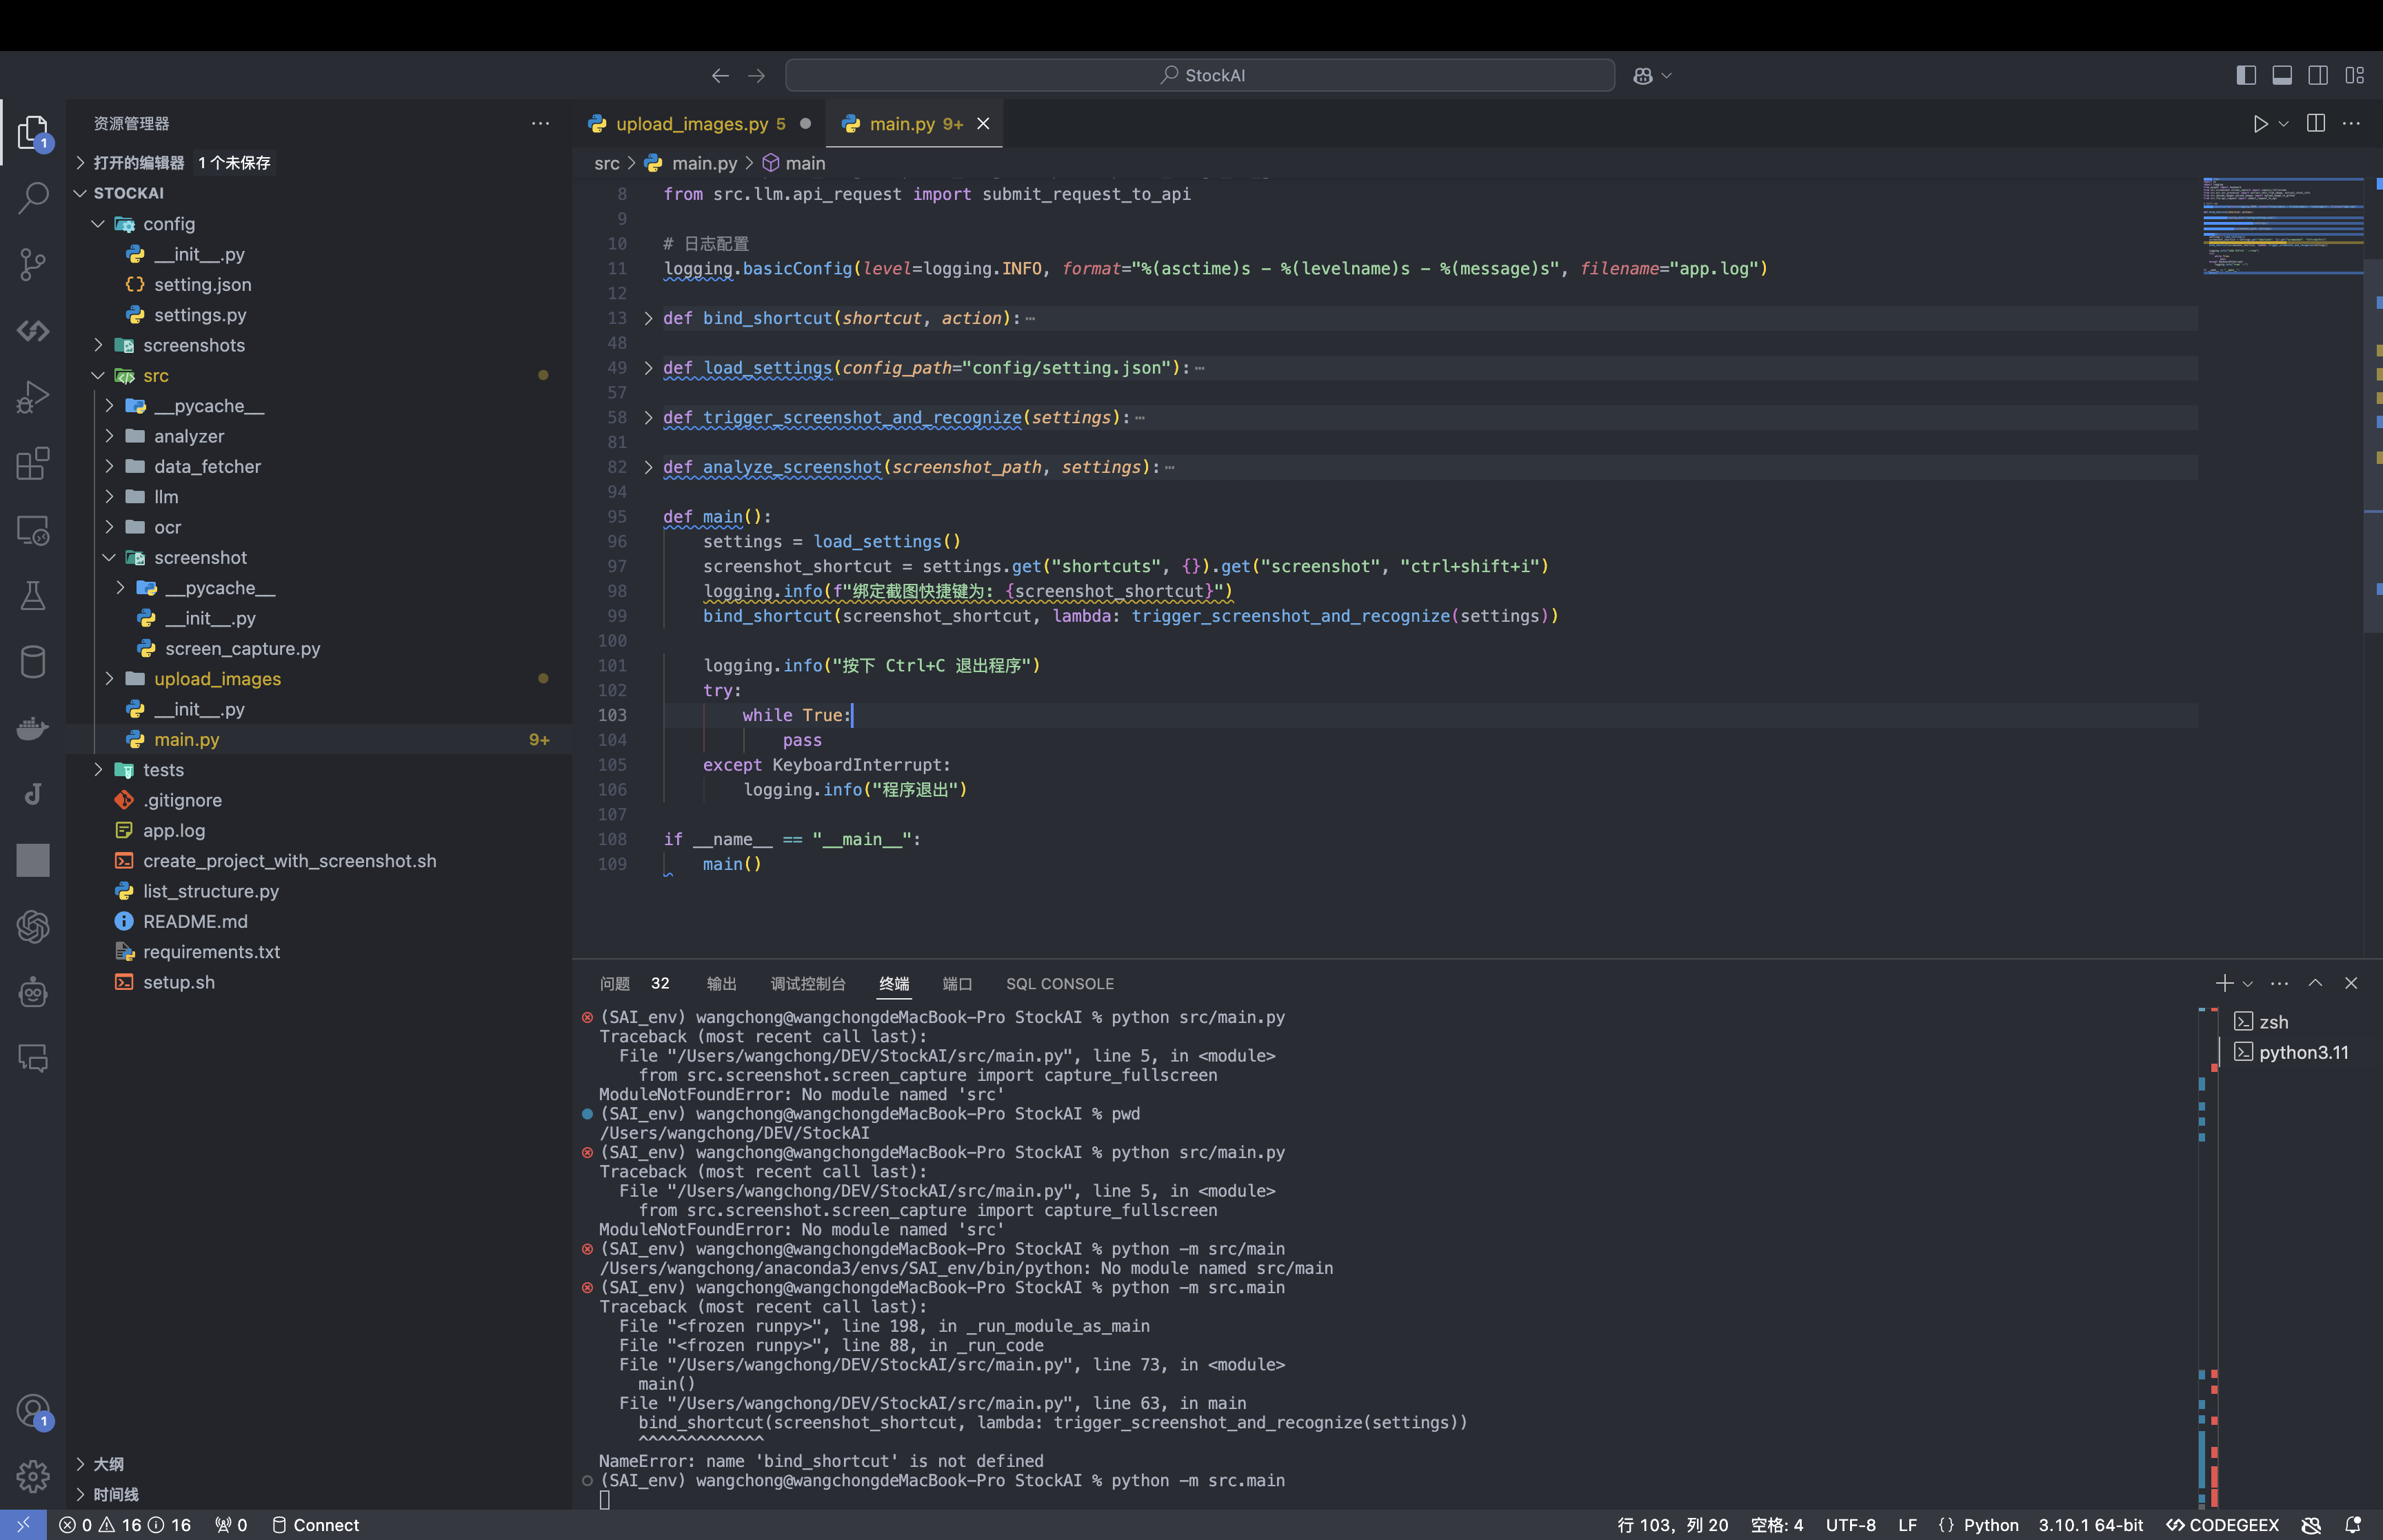 StockAI
资源管理器
打开的编辑器 1 个未保存
STOCKAI
config
__init__.py
setting.json
settings.py
screenshots
src
__pycache__
analyzer
data_fetcher
llm
ocr
screenshot
__pycache__
__init__.py
screen_capture.py
upload_images
__init__.py
main.py 9+
tests
.gitignore
app.log
create_project_with_screenshot.sh
list_structure.py
README.md
requirements.txt
setup.sh
大纲
时间线
upload_images.py 5
main.py 9+
src > main.py > main
8 from src.llm.api_request import submit_request_to_api
9
10 # 日志配置
11 logging.basicConfig(level=logging.INFO, format="%(asctime)s - %(levelname)s - %(message)s", filename="app.log")
12
13 def bind_shortcut(shortcut, action): ⋯
48
49 def load_settings(config_path="config/setting.json"): ⋯
57
58 def trigger_screenshot_and_recognize(settings): ⋯
81
82 def analyze_screenshot(screenshot_path, settings): ⋯
94
95 def main():
96 settings = load_settings()
97 screenshot_shortcut = settings.get("shortcuts", {}).get("screenshot", "ctrl+shift+i")
98 logging.info(f"绑定截图快捷键为: {screenshot_shortcut}")
99 bind_shortcut(screenshot_shortcut, lambda: trigger_screenshot_and_recognize(settings))
100
101 logging.info("按下 Ctrl+C 退出程序")
102 try:
103 while True:
104 pass
105 except KeyboardInterrupt:
106 logging.info("程序退出")
107
108 if __name__ == "__main__":
109 main()
问题 32 输出 调试控制台 终端 端口 SQL CONSOLE
(SAI_env) wangchong@wangchongdeMacBook-Pro StockAI % python src/main.py
Traceback (most recent call last):
File "/Users/wangchong/DEV/StockAI/src/main.py", line 5, in <module>
from src.screenshot.screen_capture import capture_fullscreen
ModuleNotFoundError: No module named 'src'
(SAI_env) wangchong@wangchongdeMacBook-Pro StockAI % pwd
/Users/wangchong/DEV/StockAI
(SAI_env) wangchong@wangchongdeMacBook-Pro StockAI % python src/main.py
Traceback (most recent call last):
File "/Users/wangchong/DEV/StockAI/src/main.py", line 5, in <module>
from src.screenshot.screen_capture import capture_fullscreen
ModuleNotFoundError: No module named 'src'
(SAI_env) wangchong@wangchongdeMacBook-Pro StockAI % python -m src/main
/Users/wangchong/anaconda3/envs/SAI_env/bin/python: No module named src/main
(SAI_env) wangchong@wangchongdeMacBook-Pro StockAI % python -m src.main
Traceback (most recent call last):
File "<frozen runpy>", line 198, in _run_module_as_main
File "<frozen runpy>", line 88, in _run_code
File "/Users/wangchong/DEV/StockAI/src/main.py", line 73, in <module>
main()
File "/Users/wangchong/DEV/StockAI/src/main.py", line 63, in main
bind_shortcut(screenshot_shortcut, lambda: trigger_screenshot_and_recognize(settings))
^^^^^^^^^^^^^
NameError: name 'bind_shortcut' is not defined
(SAI_env) wangchong@wangchongdeMacBook-Pro StockAI % python -m src.main
zsh
python3.11
0 16 16 0 Connect
行 103，列 20 空格: 4 UTF-8 LF {} Python 3.10.1 64-bit CODEGEEX